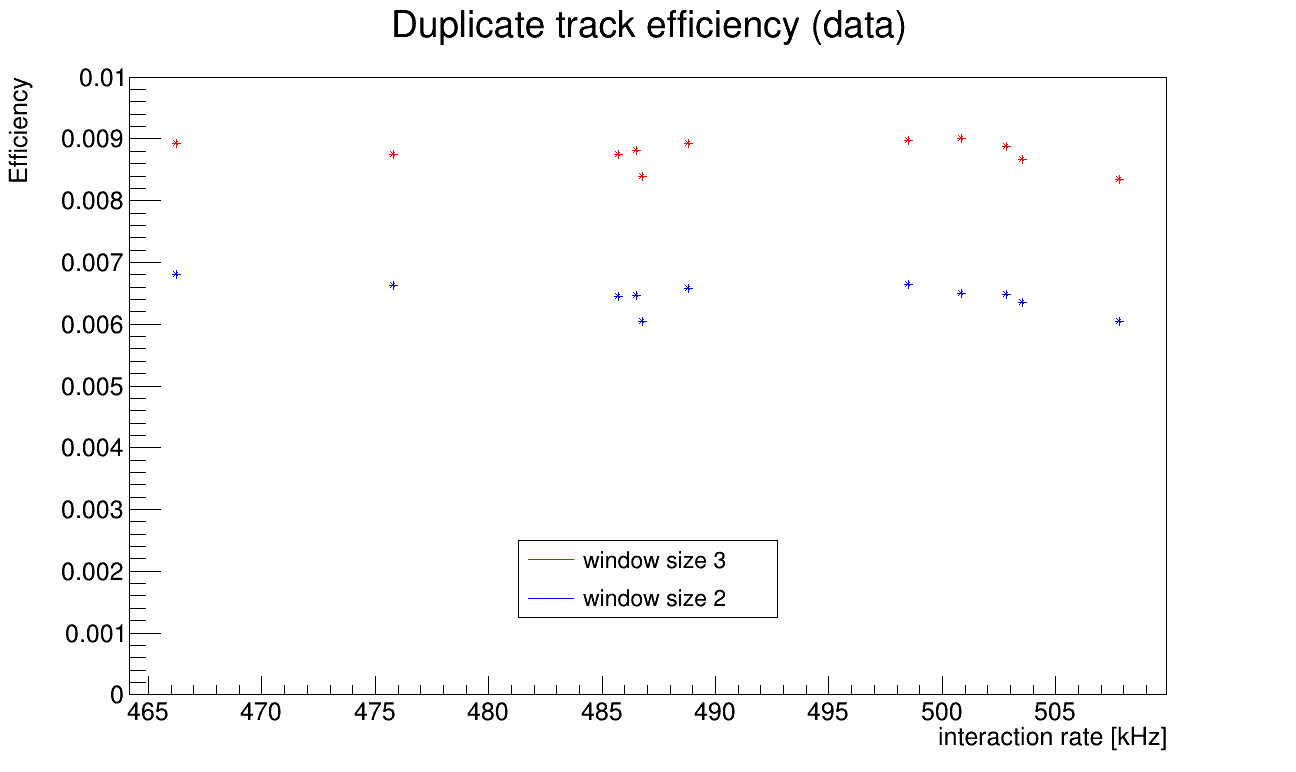 Duplicate track efficiency (data)
Efficiency
0.01
0.009
0.008
0.007
0.006
0.005
0.004
0.003
0.002
0.001
0
window size 3
window size 2
465 470 475 480 485 490 495 500 505
interaction rate [kHz]